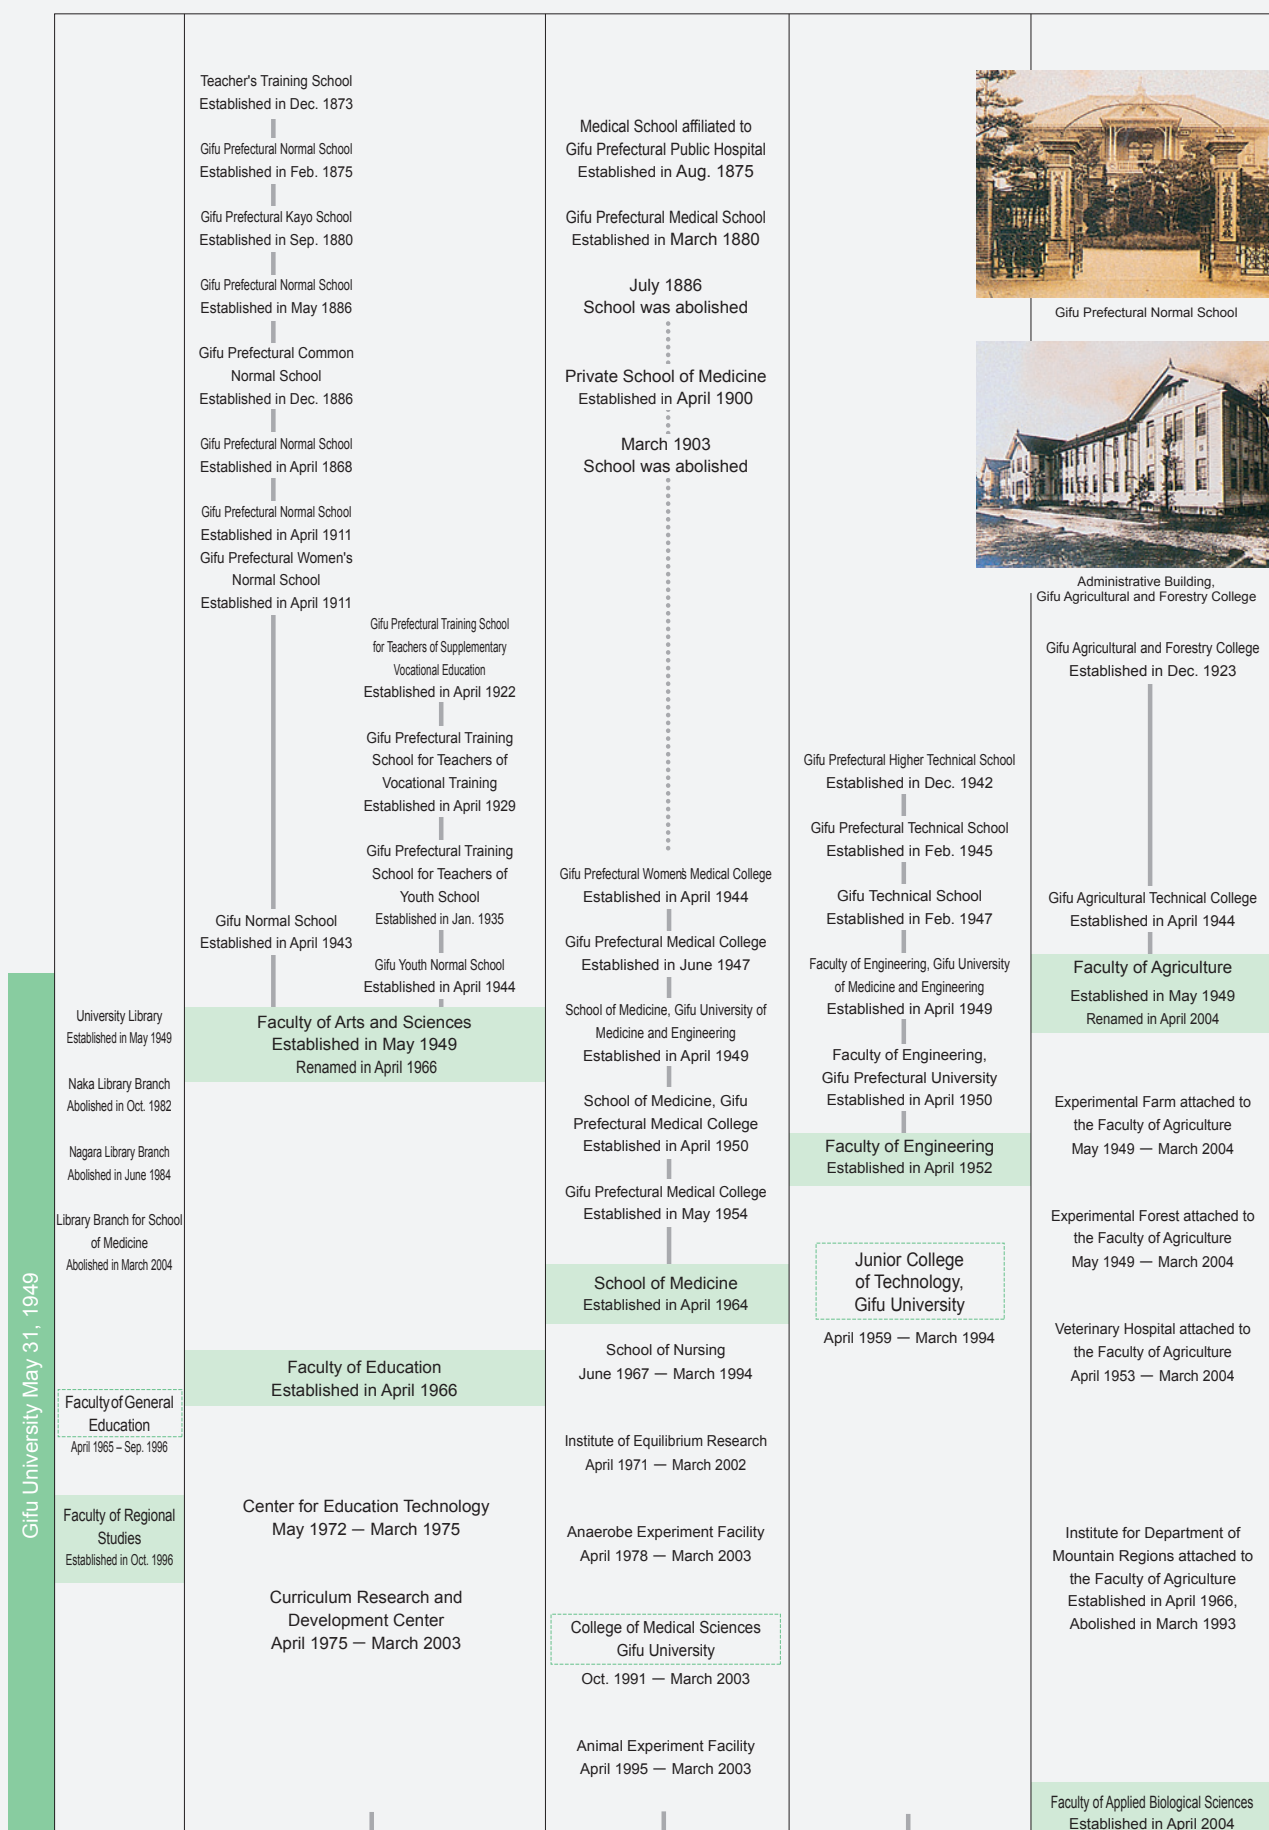 Gifu University May 31, 1949
University Library
Established in May 1949
Naka Library Branch
Abolished in Oct. 1982
Nagara Library Branch
Abolished in June 1984
Library Branch for School
of Medicine
Abolished in March 2004
Faculty of General
Education
April 1965 – Sep. 1996
Faculty of Regional
Studies
Established in Oct. 1996
Teacher's Training School
Established in Dec. 1873
Gifu Prefectural Normal School
Established in Feb. 1875
Gifu Prefectural Kayo School
Established in Sep. 1880
Gifu Prefectural Normal School
Established in May 1886
Gifu Prefectural Common
Normal School
Established in Dec. 1886
Gifu Prefectural Normal School
Established in April 1868
Gifu Prefectural Normal School
Established in April 1911
Gifu Prefectural Women's
Normal School
Established in April 1911
Gifu Prefectural Training School
for Teachers of Supplementary
Vocational Education
Established in April 1922
Gifu Prefectural Training
School for Teachers of
Vocational Training
Established in April 1929
Gifu Prefectural Training
School for Teachers of
Youth School
Established in Jan. 1935
Gifu Normal School
Established in April 1943
Gifu Youth Normal School
Established in April 1944
Faculty of Arts and Sciences
Established in May 1949
Renamed in April 1966
Faculty of Education
Established in April 1966
Center for Education Technology
May 1972 — March 1975
Curriculum Research and
Development Center
April 1975 — March 2003
Medical School affiliated to
Gifu Prefectural Public Hospital
Established in Aug. 1875
Gifu Prefectural Medical School
Established in March 1880
July 1886
School was abolished
Private School of Medicine
Established in April 1900
March 1903
School was abolished
Gifu Prefectural Women's Medical College
Established in April 1944
Gifu Prefectural Medical College
Established in June 1947
School of Medicine, Gifu University of
Medicine and Engineering
Established in April 1949
School of Medicine, Gifu
Prefectural Medical College
Established in April 1950
Gifu Prefectural Medical College
Established in May 1954
School of Medicine
Established in April 1964
School of Nursing
June 1967 — March 1994
Institute of Equilibrium Research
April 1971 — March 2002
Anaerobe Experiment Facility
April 1978 — March 2003
College of Medical Sciences
Gifu University
Oct. 1991 — March 2003
Animal Experiment Facility
April 1995 — March 2003
Gifu Prefectural Higher Technical School
Established in Dec. 1942
Gifu Prefectural Technical School
Established in Feb. 1945
Gifu Technical School
Established in Feb. 1947
Faculty of Engineering, Gifu University
of Medicine and Engineering
Established in April 1949
Faculty of Engineering,
Gifu Prefectural University
Established in April 1950
Faculty of Engineering
Established in April 1952
Junior College
of Technology,
Gifu University
April 1959 — March 1994
Gifu Prefectural Normal School
Administrative Building,
Gifu Agricultural and Forestry College
Gifu Agricultural and Forestry College
Established in Dec. 1923
Gifu Agricultural Technical College
Established in April 1944
Faculty of Agriculture
Established in May 1949
Renamed in April 2004
Experimental Farm attached to
the Faculty of Agriculture
May 1949 — March 2004
Experimental Forest attached to
the Faculty of Agriculture
May 1949 — March 2004
Veterinary Hospital attached to
the Faculty of Agriculture
April 1953 — March 2004
Institute for Department of
Mountain Regions attached to
the Faculty of Agriculture
Established in April 1966,
Abolished in March 1993
Faculty of Applied Biological Sciences
Established in April 2004